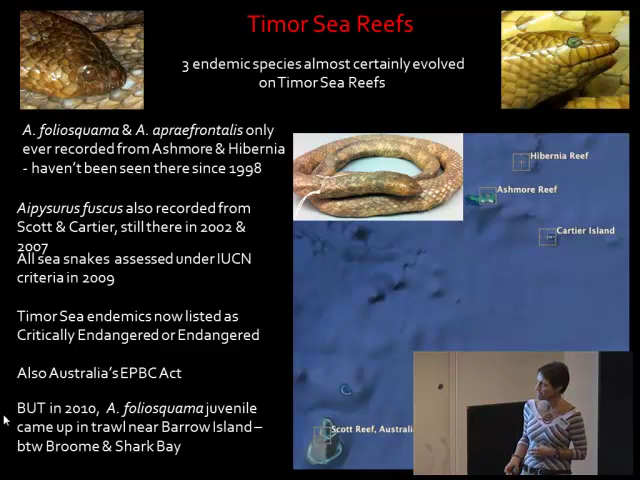 Timor Sea Reefs
3 endemic species almost certainly evolved
on Timor Sea Reefs
A. foliosquama & A. apraefrontalis only
ever recorded from Ashmore & Hibernia
- haven't been seen there since 1998
Aipysurus fuscus also recorded from
Scott & Cartier, still there in 2002 &
2007
All sea snakes assessed under IUCN
criteria in 2009
Timor Sea endemics now listed as
Critically Endangered or Endangered
Also Australia's EPBC Act
BUT in 2010, A. foliosquama juvenile
came up in trawl near Barrow Island –
btw Broome & Shark Bay
Hibernia Reef
Ashmore Reef
Cartier Island
Scott Reef, Australi